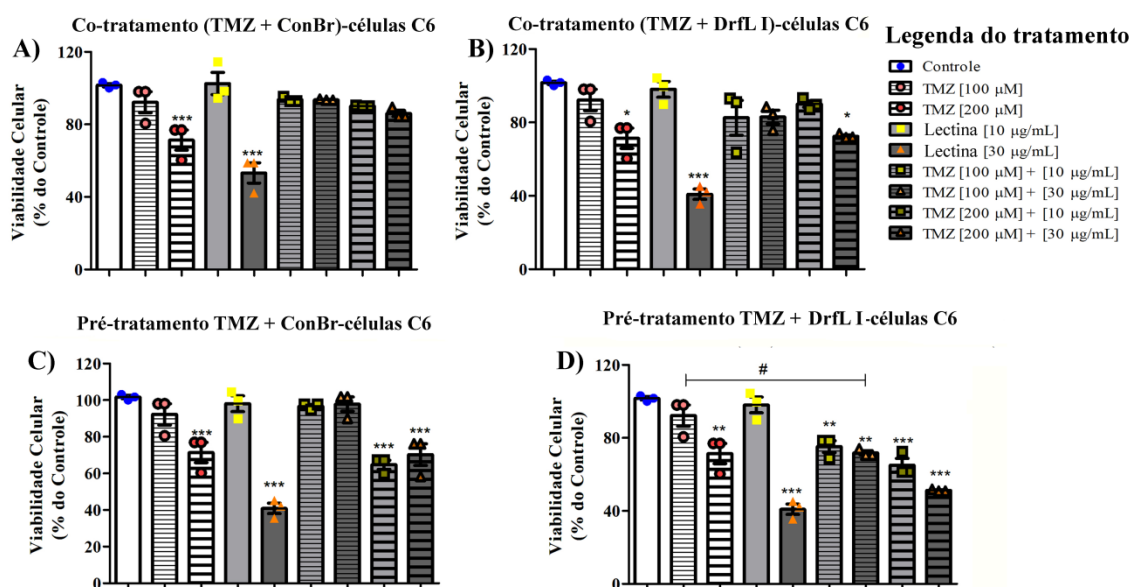 Co-tratamento (TMZ + ConBr)-células C6
A)
Viabilidade Celular
(% do Controle)
120
80
40
0
***
***
Co-tratamento (TMZ + DrfL I)-células C6
B)
Viabilidade Celular
(% do Controle)
120
80
40
0
*
***
*
Legenda do tratamento
Controle
TMZ [100 µM]
TMZ [200 µM]
Lectina [10 µg/mL]
Lectina [30 µg/mL]
TMZ [100 µM] + [10 µg/mL]
TMZ [100 µM] + [30 µg/mL]
TMZ [200 µM] + [10 µg/mL]
TMZ [200 µM] + [30 µg/mL]
Pré-tratamento TMZ + ConBr-células C6
C)
Viabilidade Celular
(% do Controle)
120
100
80
60
40
20
0
***
***
***
***
Pré-tratamento TMZ + DrfL I-células C6
D)
Viabilidade Celular
(% do Controle)
120
100
80
60
40
20
0
#
**
***
**
**
***
***